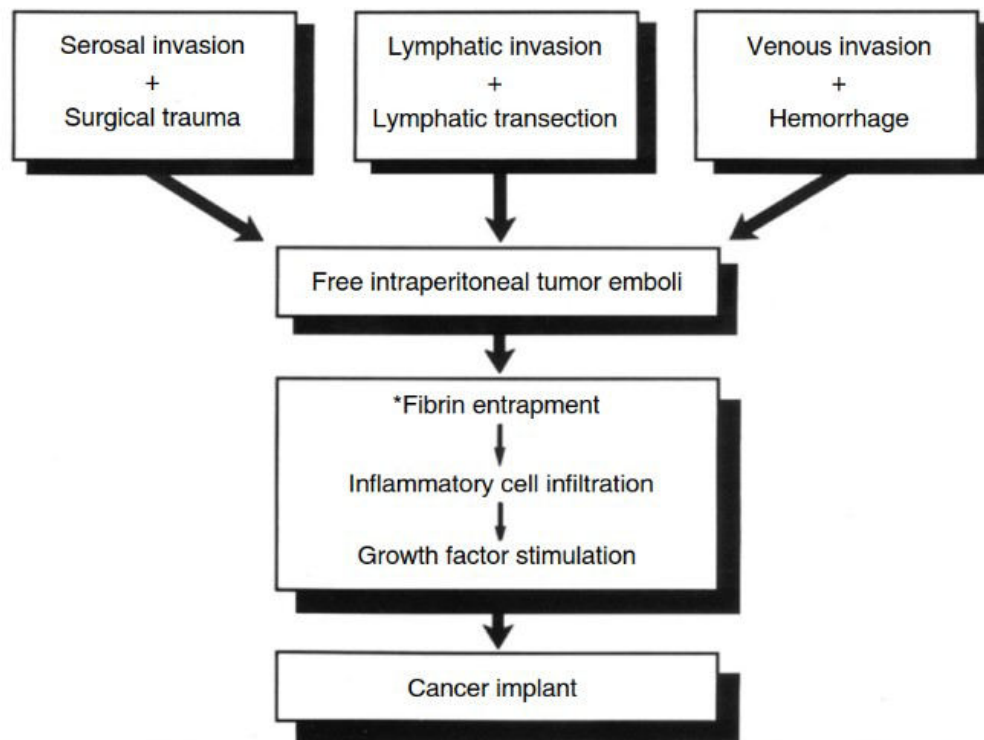 Serosal invasion
+
Surgical trauma
Lymphatic invasion
+
Lymphatic transection
Venous invasion
+
Hemorrhage
Free intraperitoneal tumor emboli
*Fibrin entrapment
Inflammatory cell infiltration
Growth factor stimulation
Cancer implant